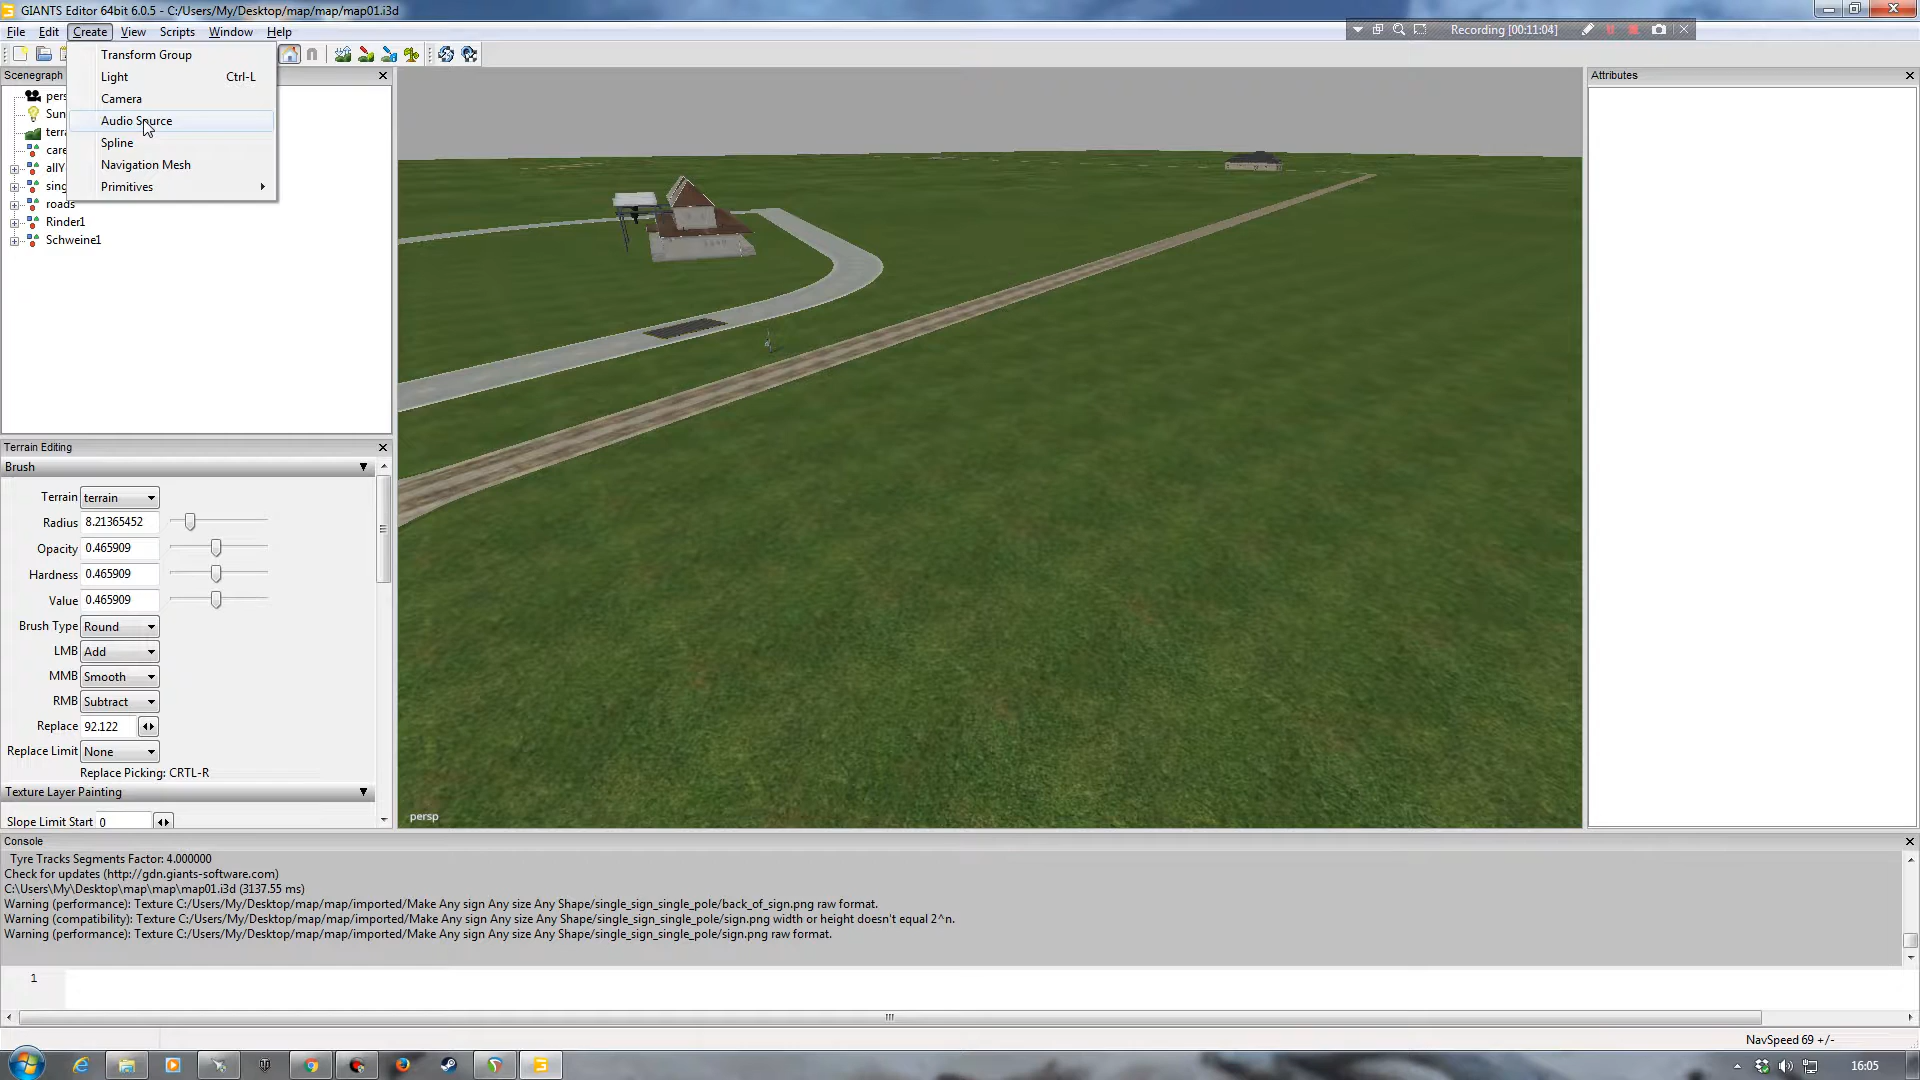 GIANTS Editor 64bit 6.0.5 - C:/Users/My/Desktop/map/map/map01.i3d
File Edit Create View Scripts Window Help
Recording [00:11:04]
Transform Group
Light Ctrl-L
Camera
Audio Source
Spline
Navigation Mesh
Primitives
Scenegraph
pers
Sun
terra
care
allY
sing
roads
Rinder1
Schweine1
Attributes
Terrain Editing
Brush
Terrain terrain
Radius 8.21365452
Opacity 0.465909
Hardness 0.465909
Value 0.465909
Brush Type Round
LMB Add
MMB Smooth
RMB Subtract
Replace 92.122
Replace Limit None
Replace Picking: CRTL-R
Texture Layer Painting
Slope Limit Start 0
persp
Console
Tyre Tracks Segments Factor: 4.000000
Check for updates (http://gdn.giants-software.com)
C:\Users\My\Desktop\map\map\map01.i3d (3137.55 ms)
Warning (performance): Texture C:/Users/My/Desktop/map/map/imported/Make Any sign Any size Any Shape/single_sign_single_pole/back_of_sign.png raw format.
Warning (compatibility): Texture C:/Users/My/Desktop/map/map/imported/Make Any sign Any size Any Shape/single_sign_single_pole/sign.png width or height doesn't equal 2^n.
Warning (performance): Texture C:/Users/My/Desktop/map/map/imported/Make Any sign Any size Any Shape/single_sign_single_pole/sign.png raw format.
1
NavSpeed 69 +/-
16:05